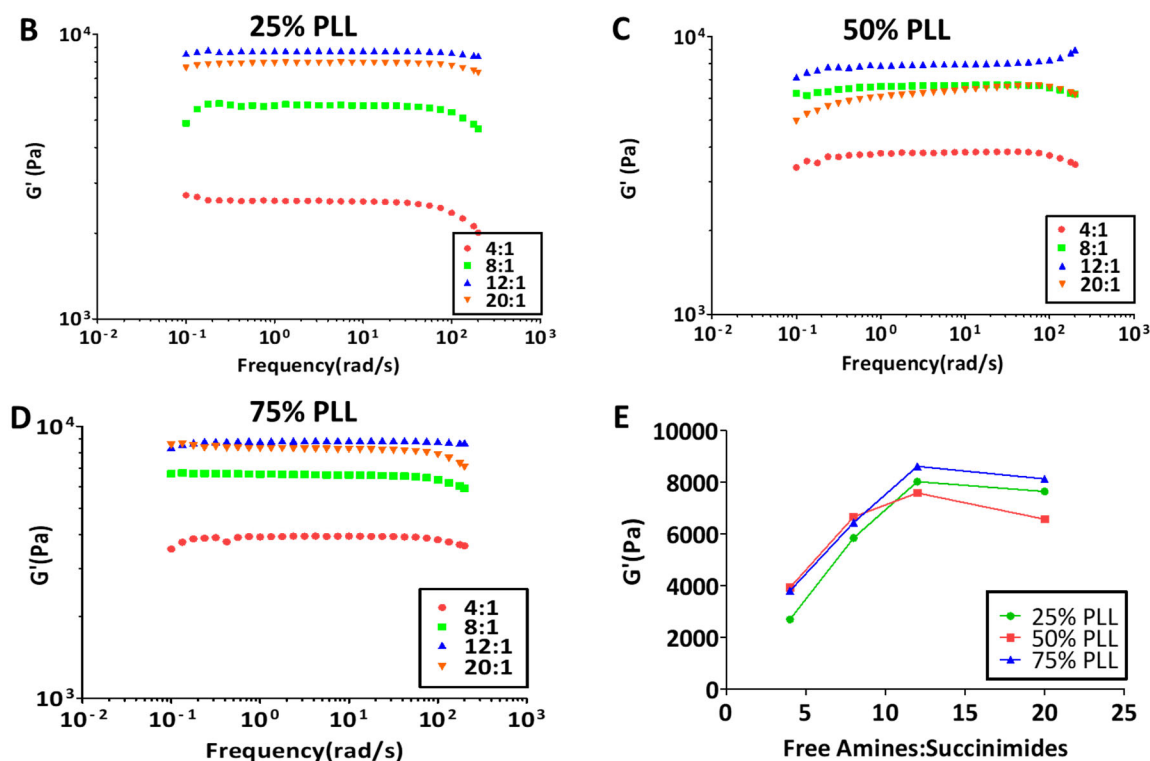 B
25% PLL
10⁴
G' (Pa)
10³
4:1
8:1
12:1
20:1
10⁻² 10⁻¹ 10⁰ 10¹ 10² 10³
Frequency(rad/s)
C
50% PLL
10⁴
G' (Pa)
10³
4:1
8:1
12:1
20:1
10⁻² 10⁻¹ 10⁰ 10¹ 10² 10³
Frequency(rad/s)
D
75% PLL
10⁴
G'(Pa)
10³
4:1
8:1
12:1
20:1
10⁻² 10⁻¹ 10⁰ 10¹ 10² 10³
Frequency(rad/s)
E
10000
8000
6000
4000
2000
0
G'(Pa)
25% PLL
50% PLL
75% PLL
0 5 10 15 20 25
Free Amines:Succinimides